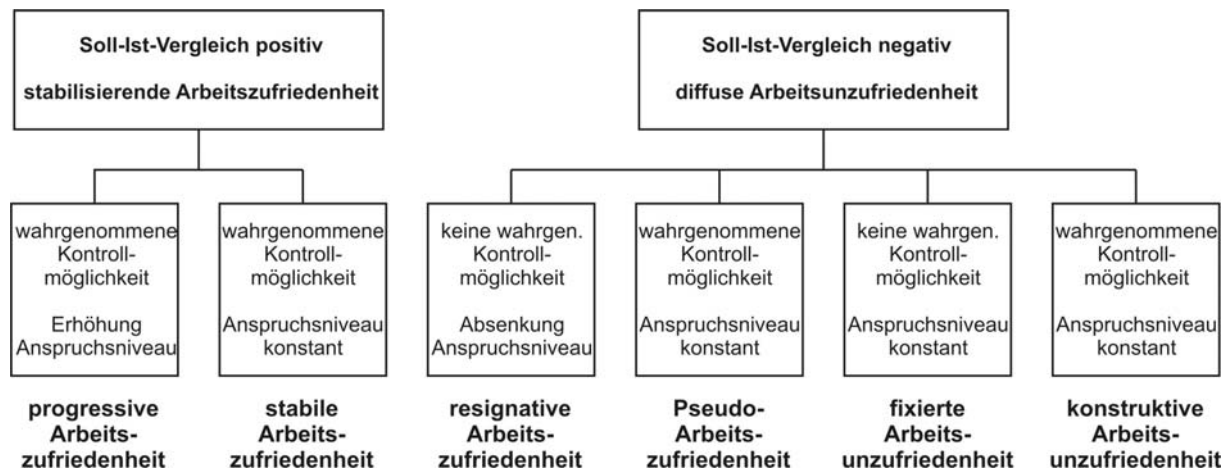 Soll-Ist-Vergleich positiv
stabilisierende Arbeitszufriedenheit
Soll-Ist-Vergleich negativ
diffuse Arbeitsunzufriedenheit
wahrgenommene
Kontroll-
möglichkeit
Erhöhung
Anspruchsniveau
progressive
Arbeits-
zufriedenheit
wahrgenommene
Kontroll-
möglichkeit
Anspruchsniveau
konstant
stabile
Arbeits-
zufriedenheit
keine wahrgen.
Kontroll-
möglichkeit
Absenkung
Anspruchsniveau
resignative
Arbeits-
zufriedenheit
wahrgenommene
Kontroll-
möglichkeit
Anspruchsniveau
konstant
Pseudo-
Arbeits-
zufriedenheit
keine wahrgen.
Kontroll-
möglichkeit
Anspruchsniveau
konstant
fixierte
Arbeits-
unzufriedenheit
wahrgenommene
Kontroll-
möglichkeit
Anspruchsniveau
konstant
konstruktive
Arbeits-
unzufriedenheit